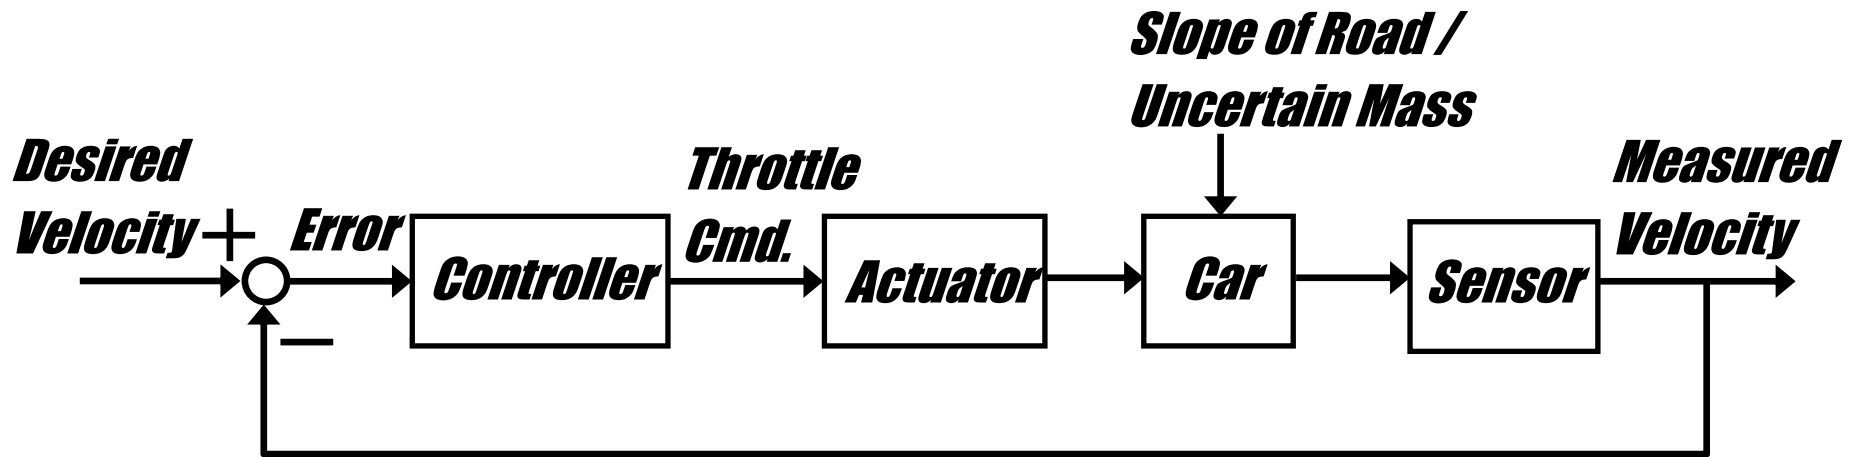 Slope of Road /
Uncertain Mass
Desired
Velocity
+
Error
Throttle
Cmd.
Measured
Velocity
Controller
Actuator
Car
Sensor
−